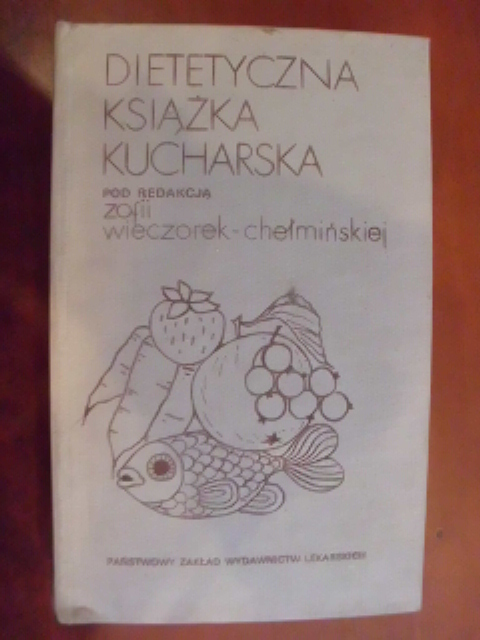 DIETETYCZNA
KSIĄŻKA
KUCHARSKA
POD REDAKCJĄ
zofii
wieczorek-chełmińskiej
PAŃSTWOWY ZAKŁAD WYDAWNICTW LEKARSKICH